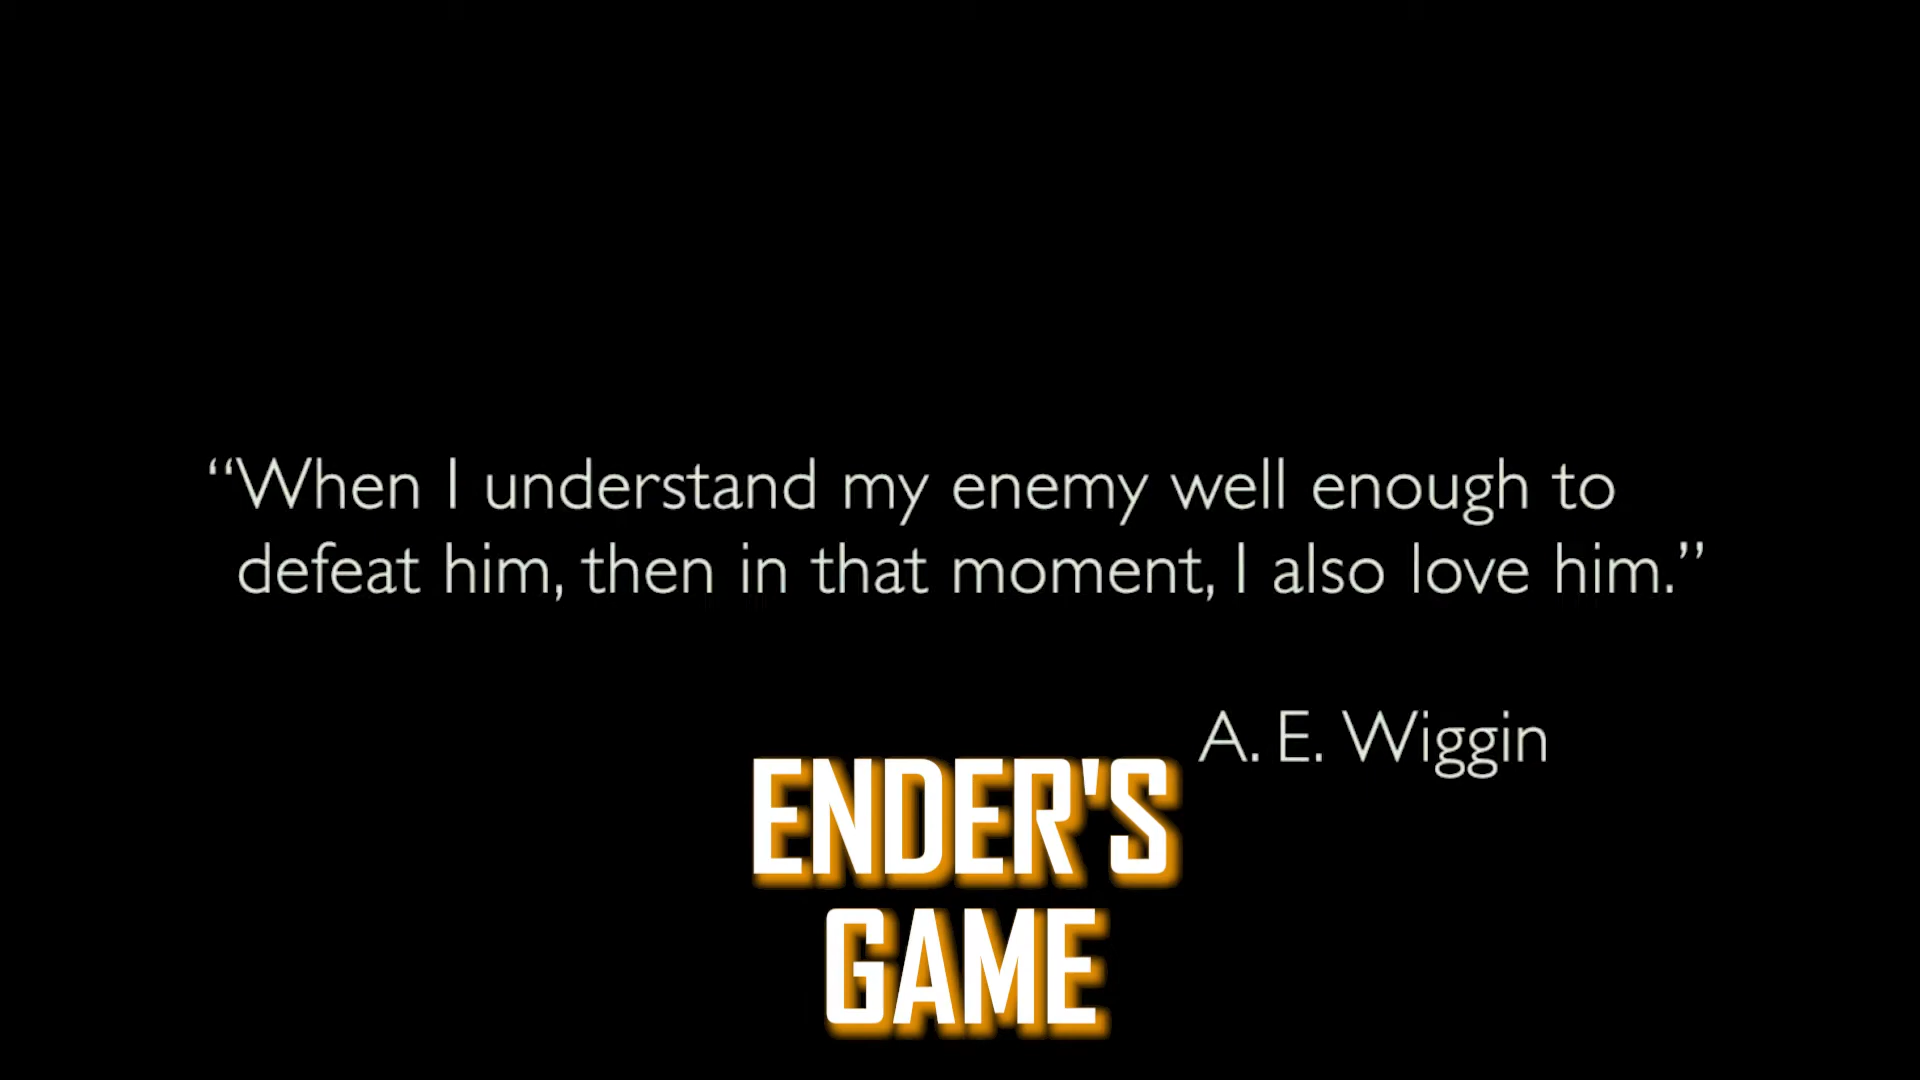 “When I understand my enemy well enough to
defeat him, then in that moment, I also love him.”
A. E. Wiggin
ENDER'S
GAME